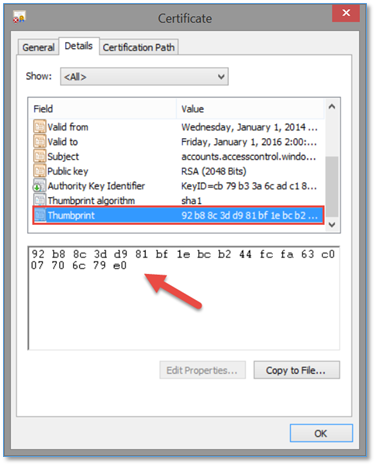 Certificate
General Details Certification Path
Show: <All>
Field Value
Valid from Wednesday, January 1, 2014 ...
Valid to Friday, January 1, 2016 2:00:...
Subject accounts.accesscontrol.windo...
Public key RSA (2048 Bits)
Authority Key Identifier KeyID=cb 79 b3 3a 6c ad c1 8...
Thumbprint algorithm sha1
Thumbprint 92 b8 8c 3d d9 81 bf 1e bc b2 ...
92 b8 8c 3d d9 81 bf 1e bc b2 44 fc fa 63 c0
07 70 6c 79 e0
Edit Properties... Copy to File...
OK